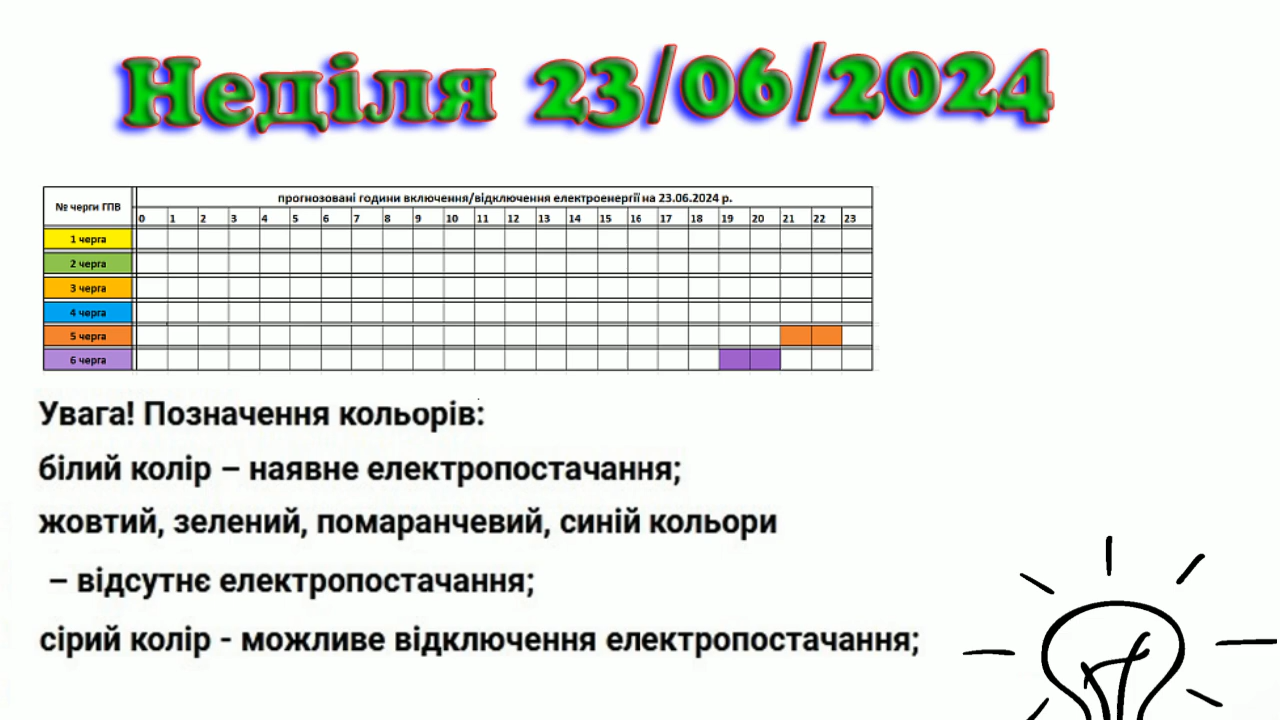 Неділя 23/06/2024
№ черги ГПВ
прогнозовані години включення/відключення електроенергії на 23.06.2024 р.
0 1 2 3 4 5 6 7 8 9 10 11 12 13 14 15 16 17 18 19 20 21 22 23
1 черга
2 черга
3 черга
4 черга
5 черга
6 черга
Увага! Позначення кольорів:
білий колір – наявне електропостачання;
жовтий, зелений, помаранчевий, синій кольори
– відсутнє електропостачання;
сірий колір - можливе відключення електропостачання;